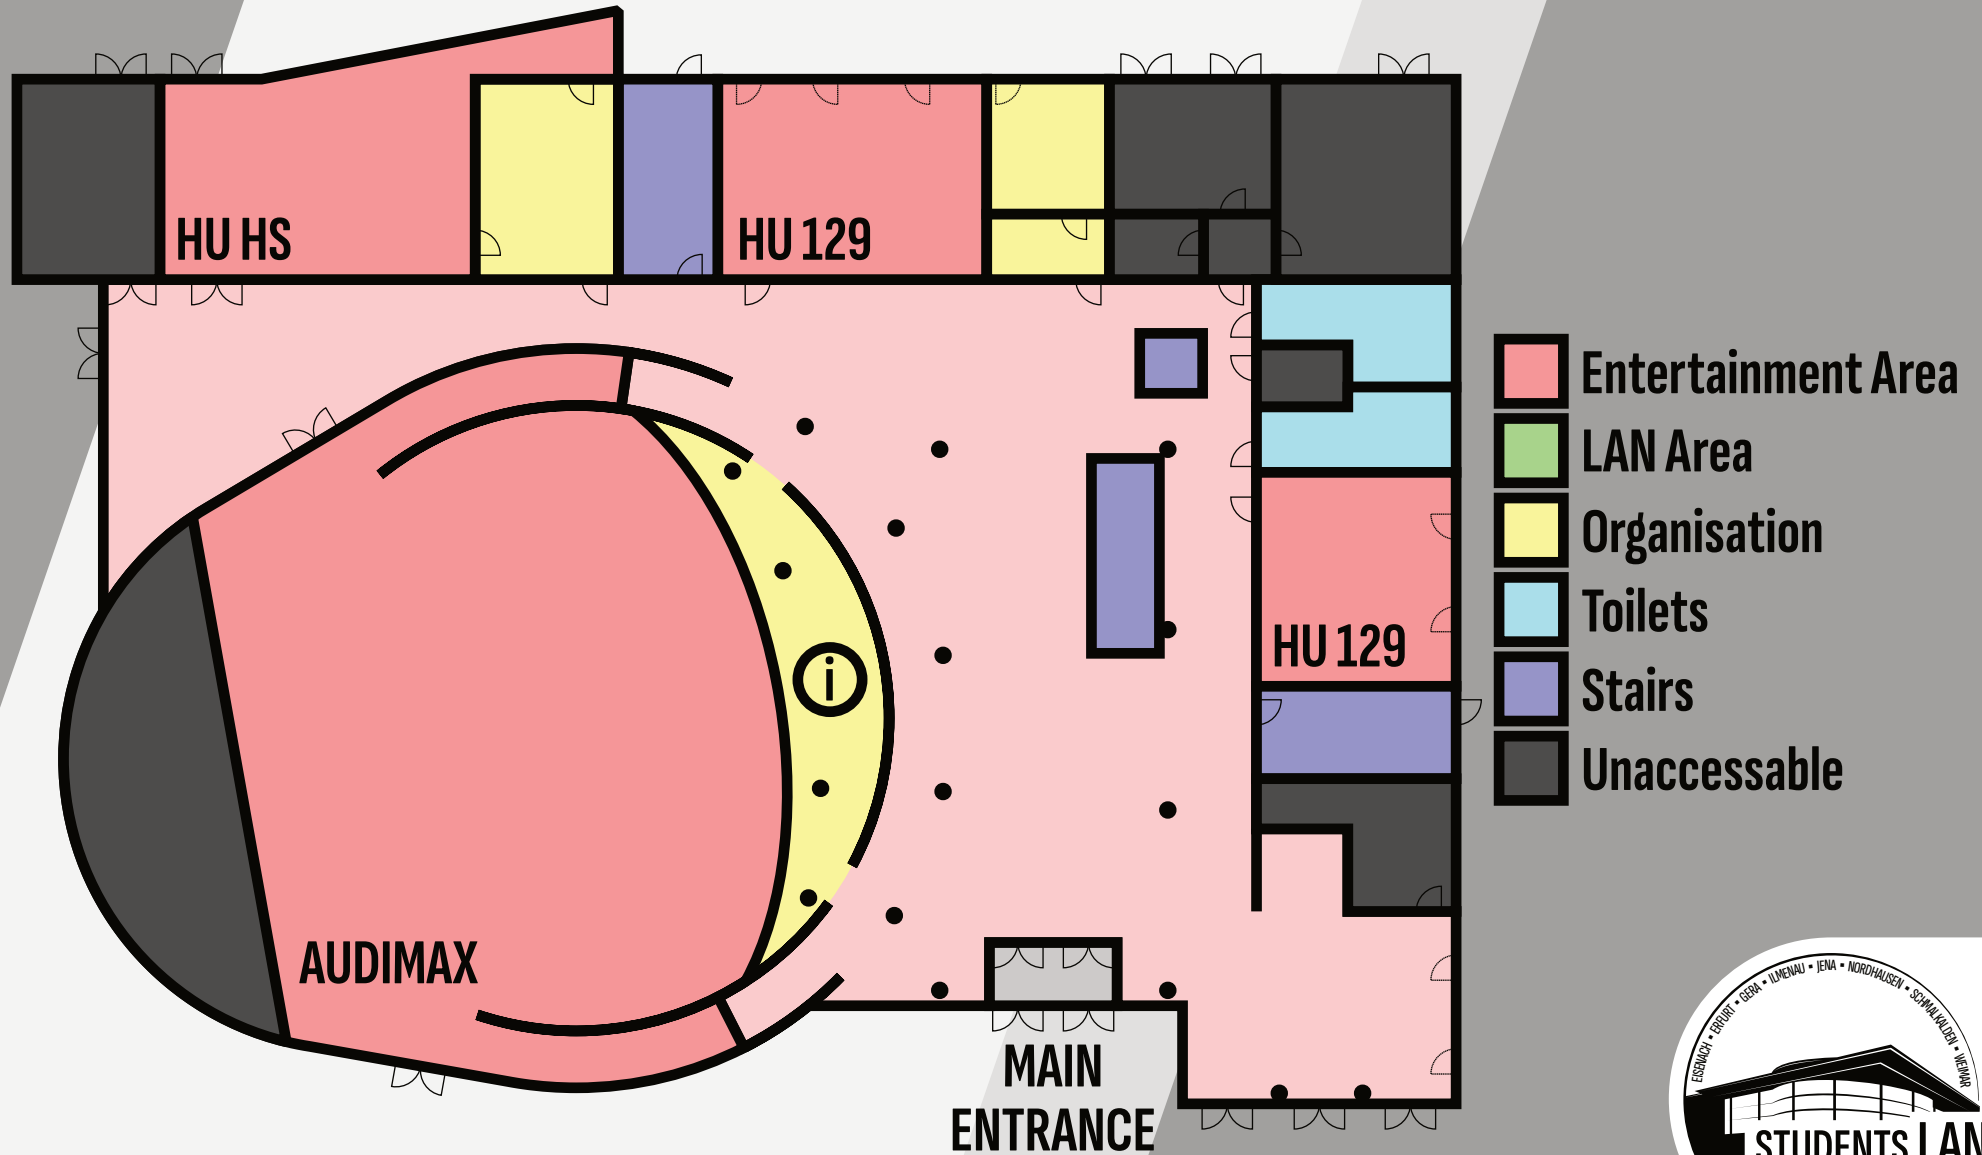 HU HS
HU 129
Entertainment Area
LAN Area
Organisation
Toilets
HU 129
Stairs
i
Unaccessable
AUDIMAX
MAIN
ENTRANCE
EISENACH • ERFURT • GERA • ILMENAU • JENA • NORDHAUSEN • SCHMALKALDEN • WEIMAR
STUDENTS LAN